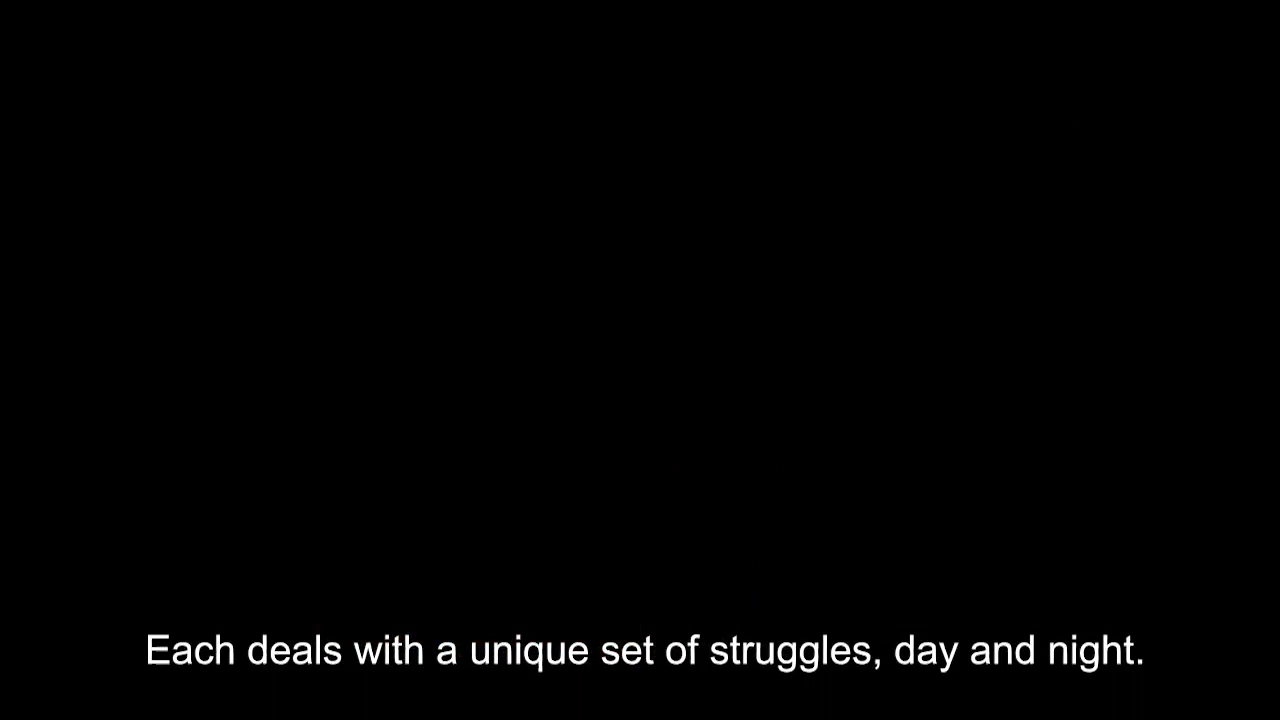 Each deals with a unique set of struggles, day and night.